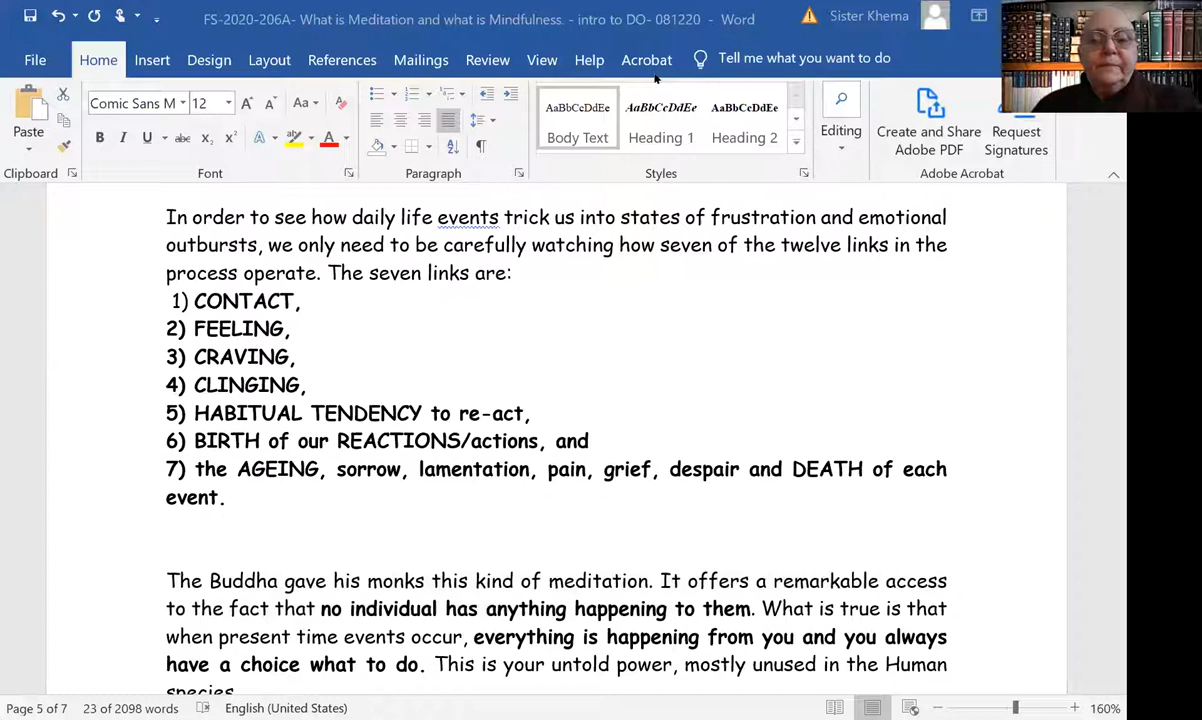 FS-2020-206A- What is Meditation and what is Mindfulness. - intro to DO- 081220 - Word
Sister Khema
File Home Insert Design Layout References Mailings Review View Help Acrobat Tell me what you want to do
Comic Sans M 12
Paste
Editing
Create and Share Adobe PDF
Request Signatures
AaBbCcDdEe AaBbCcDdEe AaBbCcDdEe
Body Text Heading 1 Heading 2
Clipboard Font Paragraph Styles Adobe Acrobat
In order to see how daily life events trick us into states of frustration and emotional
outbursts, we only need to be carefully watching how seven of the twelve links in the
process operate. The seven links are:
1) CONTACT,
2) FEELING,
3) CRAVING,
4) CLINGING,
5) HABITUAL TENDENCY to re-act,
6) BIRTH of our REACTIONS/actions, and
7) the AGEING, sorrow, lamentation, pain, grief, despair and DEATH of each
event.
The Buddha gave his monks this kind of meditation. It offers a remarkable access
to the fact that no individual has anything happening to them. What is true is that
when present time events occur, everything is happening from you and you always
have a choice what to do. This is your untold power, mostly unused in the Human
species.
Page 5 of 7 23 of 2098 words English (United States) 160%